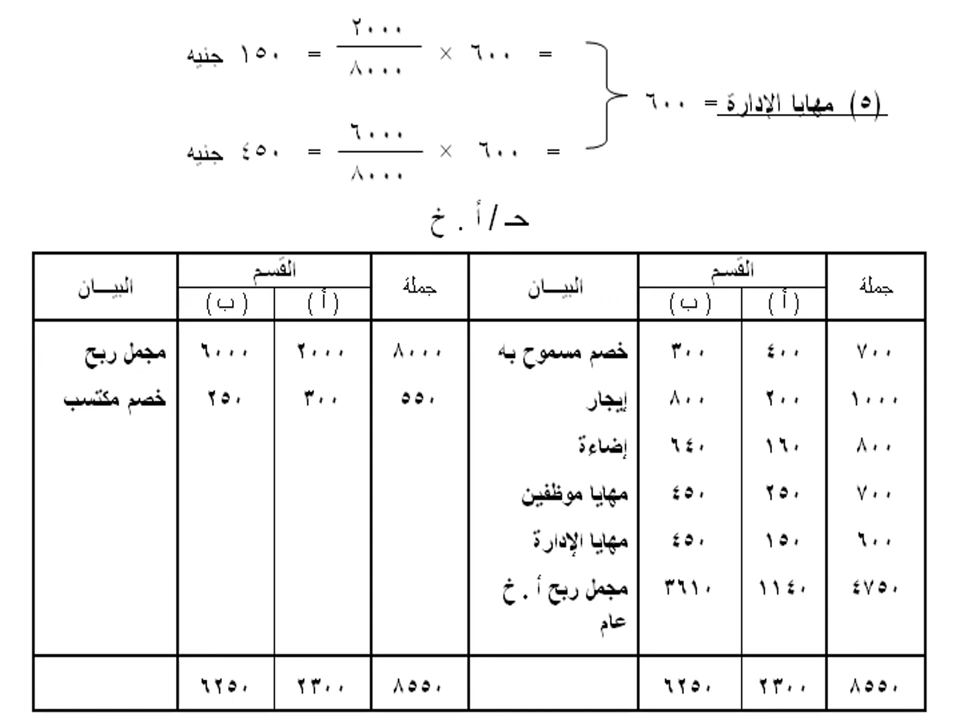 (٥) مهايا الإدارة = ٦٠٠
= ٦٠٠ × ٢٠٠٠ / ٨٠٠٠ = ١٥٠ جنيه
= ٦٠٠ × ٦٠٠٠ / ٨٠٠٠ = ٤٥٠ جنيه
حـ / أ . خ
جملة القسم البيـــان جملة القسم البيـــان
( أ ) ( ب ) ( أ ) ( ب )
٧٠٠ ٤٠٠ ٣٠٠ خصم مسموح به ٨٠٠٠ ٢٠٠٠ ٦٠٠٠ مجمل ربح
١٠٠٠ ٢٠٠ ٨٠٠ إيجار ٥٥٠ ٣٠٠ ٢٥٠ خصم مكتسب
٨٠٠ ١٦٠ ٦٤٠ إضاءة
٧٠٠ ٢٥٠ ٤٥٠ مهايا موظفين
٦٠٠ ١٥٠ ٤٥٠ مهايا الإدارة
٤٧٥٠ ١١٤٠ ٣٦١٠ مجمل ربح أ . خ
عام
٨٥٥٠ ٢٣٠٠ ٦٢٥٠ ٨٥٥٠ ٢٣٠٠ ٦٢٥٠